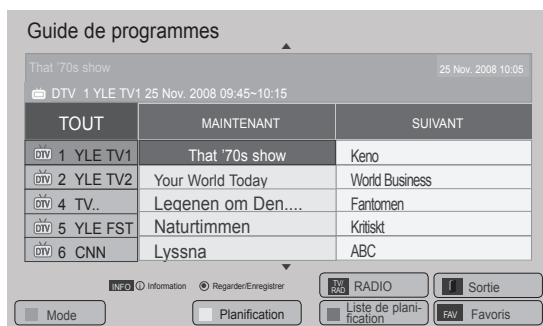 Guide de programmes
That '70s show
25 Nov. 2008 10:05
DTV 1 YLE TV1 25 Nov. 2008 09:45~10:15
TOUT MAINTENANT SUIVANT
DTV 1 YLE TV1 That '70s show Keno
DTV 2 YLE TV2 Your World Today World Business
DTV 4 TV.. Legenen om Den.... Fantomen
DTV 5 YLE FST Naturtimmen Kritiskt
DTV 6 CNN Lyssna ABC
INFO i Information Regarder/Enregistrer TV/RAD RADIO Sortie
Mode Planification Liste de plani-
fication FAV Favoris